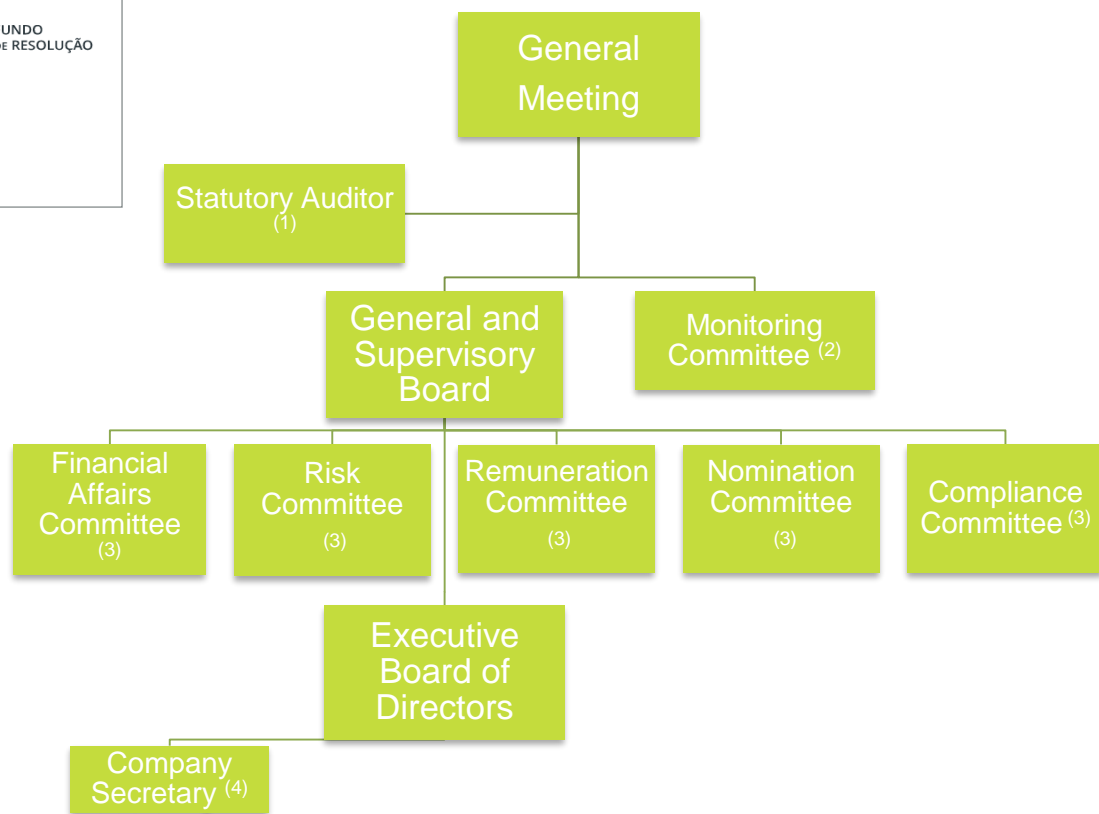 DE RESOLUÇÃO
General
Meeting
Statutory Auditor
(1)
General and
Supervisory
Board
Monitoring
Committee (2)
Financial
Affairs
Committee
(3)
Risk
Committee
(3)
Remuneration
Committee
(3)
Nomination
Committee
(3)
Compliance
Committee (3)
Executive
Board of
Directors
Company
Secretary (4)